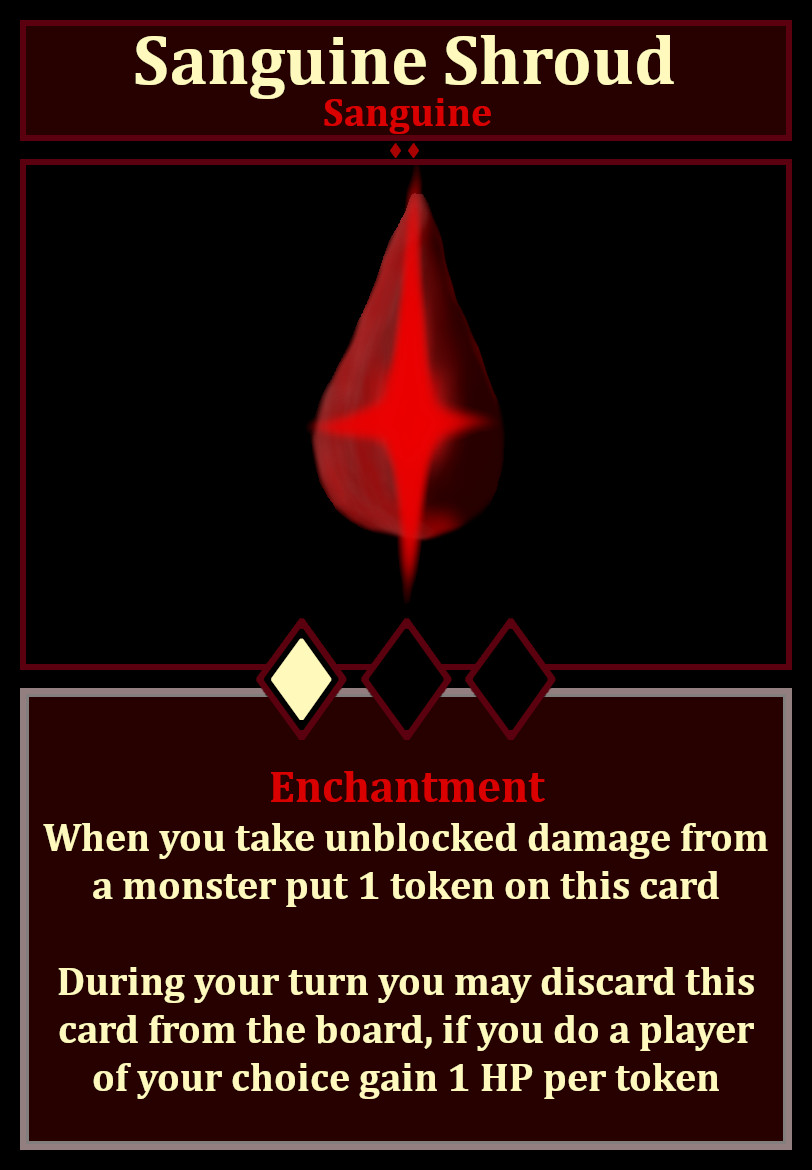 Sanguine Shroud
Sanguine
Enchantment
When you take unblocked damage from
a monster put 1 token on this card
During your turn you may discard this
card from the board, if you do a player
of your choice gain 1 HP per token